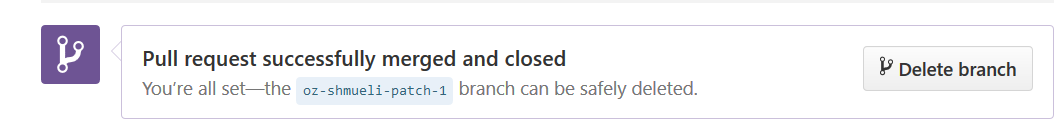 Pull request successfully merged and closed
You’re all set—the oz-shmueli-patch-1 branch can be safely deleted.
Delete branch